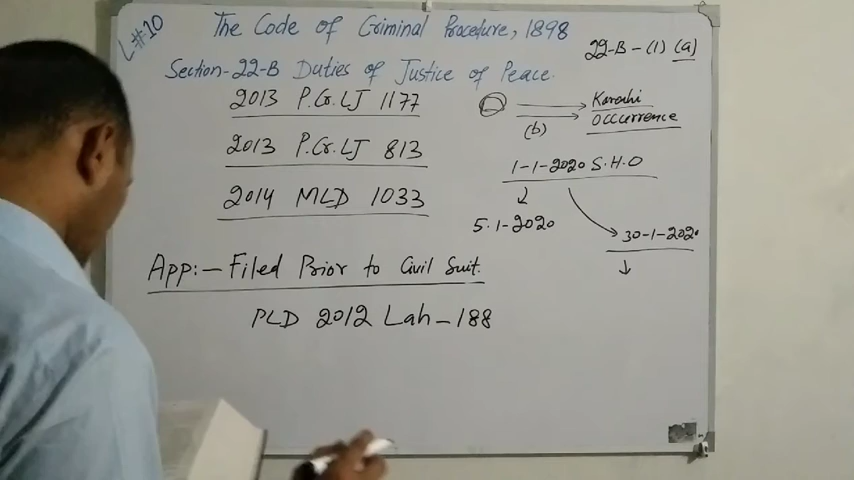 L#10
The Code of Criminal Procedure, 1898
22-B-(1) (a)
Section-22-B Duties of Justice of Peace.
2013 P.Cr.LJ 1177
Karachi
occurrence
(b)
2013 P.Cr.LJ 813
1-1-2020 S.H.O
2014 MLD 1033
5.1-2020
30-1-2020
App:- Filed Prior to Civil Suit.
PLD 2012 Lah-188